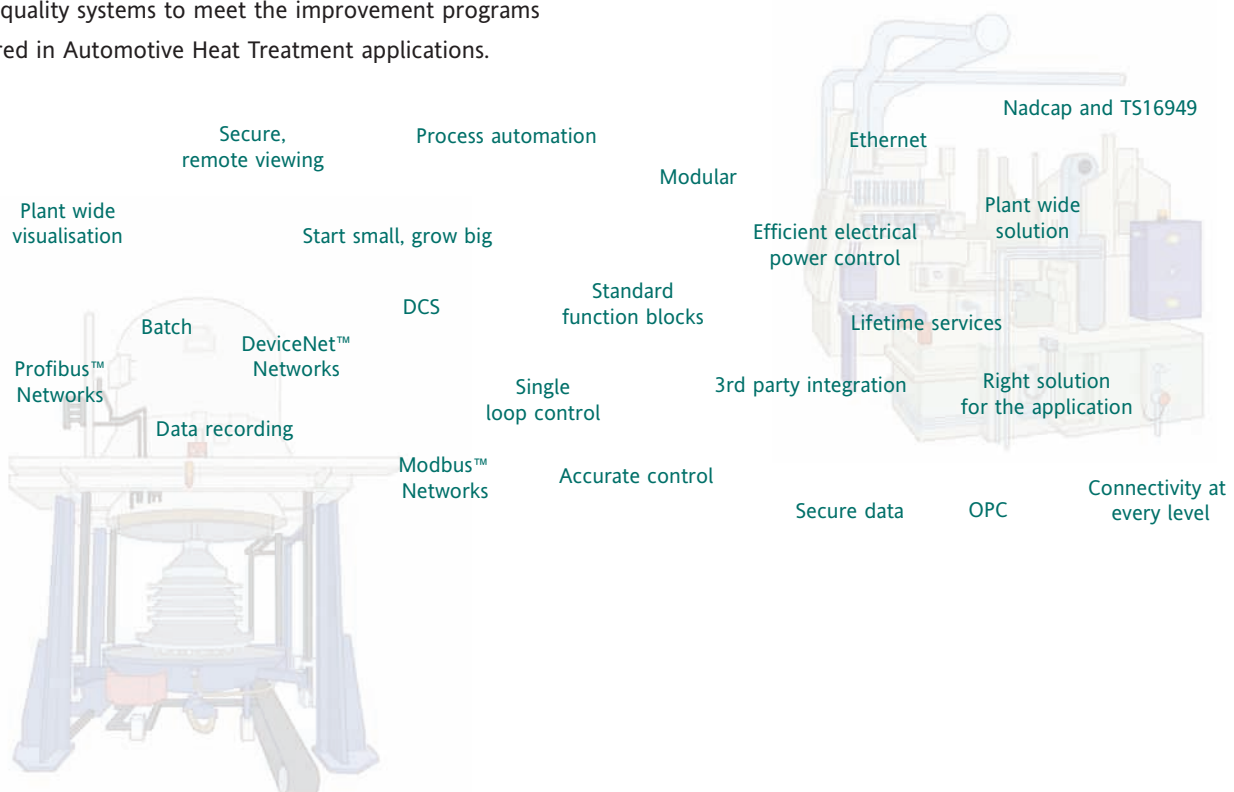 quality systems to meet the improvement programs
red in Automotive Heat Treatment applications.
Nadcap and TS16949
Secure,
remote viewing
Process automation
Ethernet
Modular
Plant wide
visualisation
Start small, grow big
Efficient electrical
power control
Plant wide
solution
DCS
Standard
function blocks
Batch
DeviceNet™
Networks
Lifetime services
Profibus™
Networks
Single
loop control
3rd party integration
Right solution
for the application
Data recording
Modbus™
Networks
Accurate control
Secure data
OPC
Connectivity at
every level